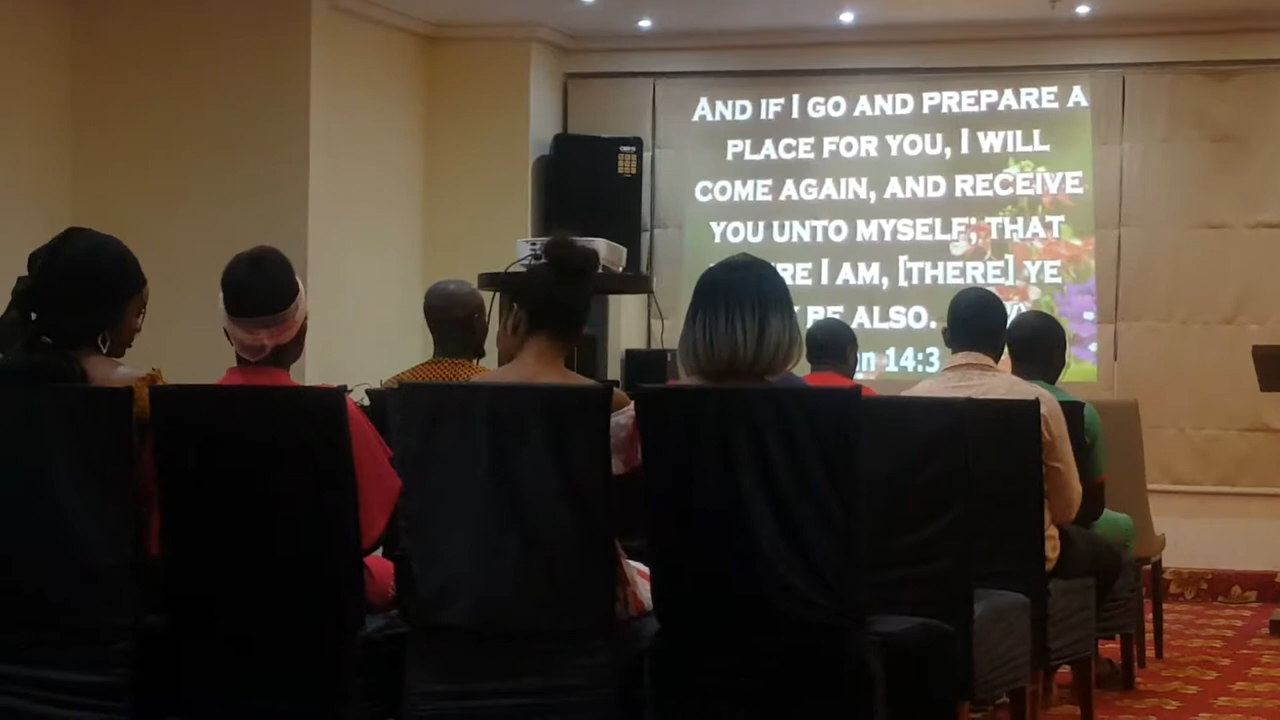 AND IF I GO AND PREPARE A
PLACE FOR YOU, I WILL
COME AGAIN, AND RECEIVE
YOU UNTO MYSELF; THAT
I AM, [THERE] YE
BE ALSO.
14:3